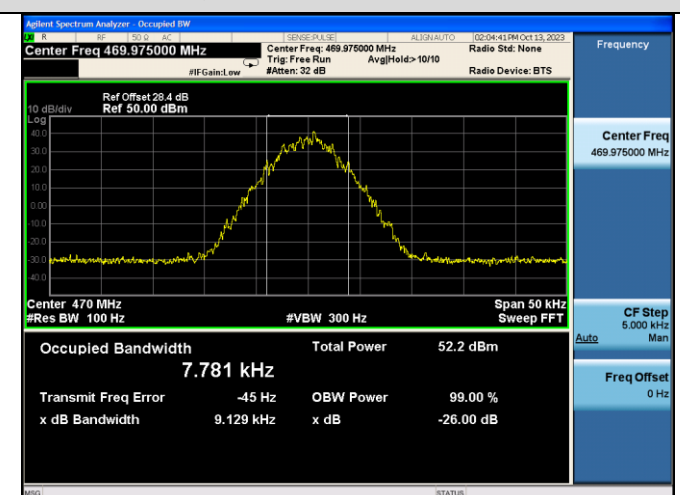 Agilent Spectrum Analyzer - Occupied BW
R RF 50 Ω AC SENSE:PULSE ALIGN AUTO 02:04:41 PM Oct 13, 2023
Center Freq 469.975000 MHz Center Freq: 469.975000 MHz Radio Std: None
Trig: Free Run Avg|Hold:>10/10
#IFGain:Low #Atten: 32 dB Radio Device: BTS
Frequency
Ref Offset 28.4 dB
10 dB/div Ref 50.00 dBm
Log
40.0
30.0
20.0
10.0
0.00
-10.0
-20.0
-30.0
-40.0
Center Freq
469.975000 MHz
Center 470 MHz Span 50 kHz
#Res BW 100 Hz #VBW 300 Hz Sweep FFT
CF Step
5.000 kHz
Auto Man
Occupied Bandwidth Total Power 52.2 dBm
7.781 kHz
Transmit Freq Error -45 Hz OBW Power 99.00 %
x dB Bandwidth 9.129 kHz x dB -26.00 dB
Freq Offset
0 Hz
MSG STATUS